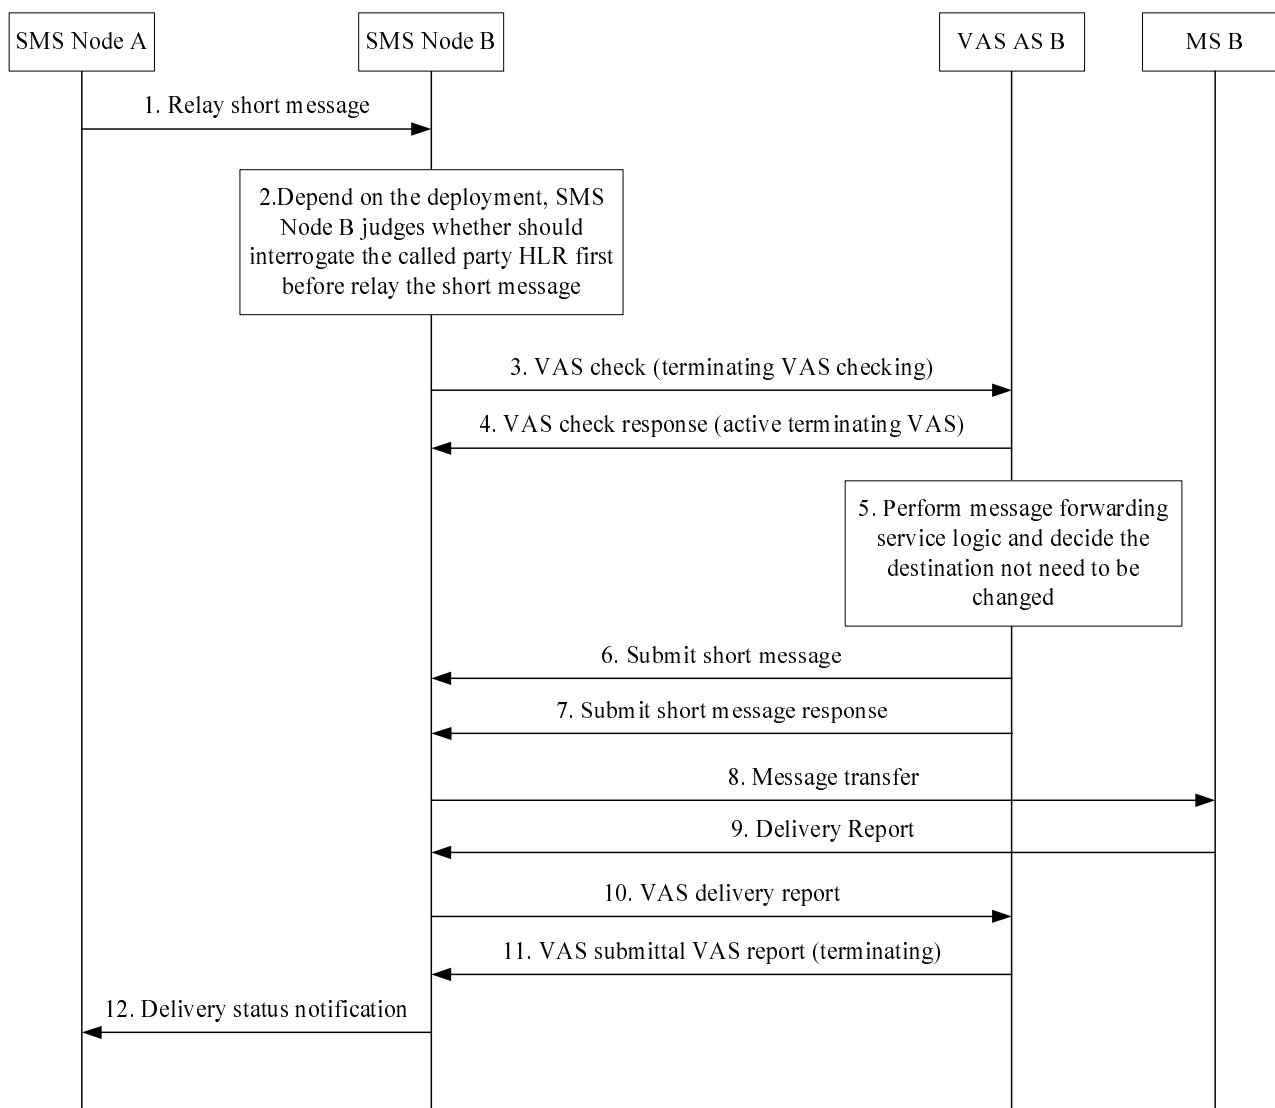 SMS Node A
SMS Node B
VAS AS B
MS B
1. Relay short message
2.Depend on the deployment, SMS
Node B judges whether should
interrogate the called party HLR first
before relay the short message
3. VAS check (terminating VAS checking)
4. VAS check response (active terminating VAS)
5. Perform message forwarding
service logic and decide the
destination not need to be
changed
6. Submit short message
7. Submit short message response
8. Message transfer
9. Delivery Report
10. VAS delivery report
11. VAS submittal VAS report (terminating)
12. Delivery status notification